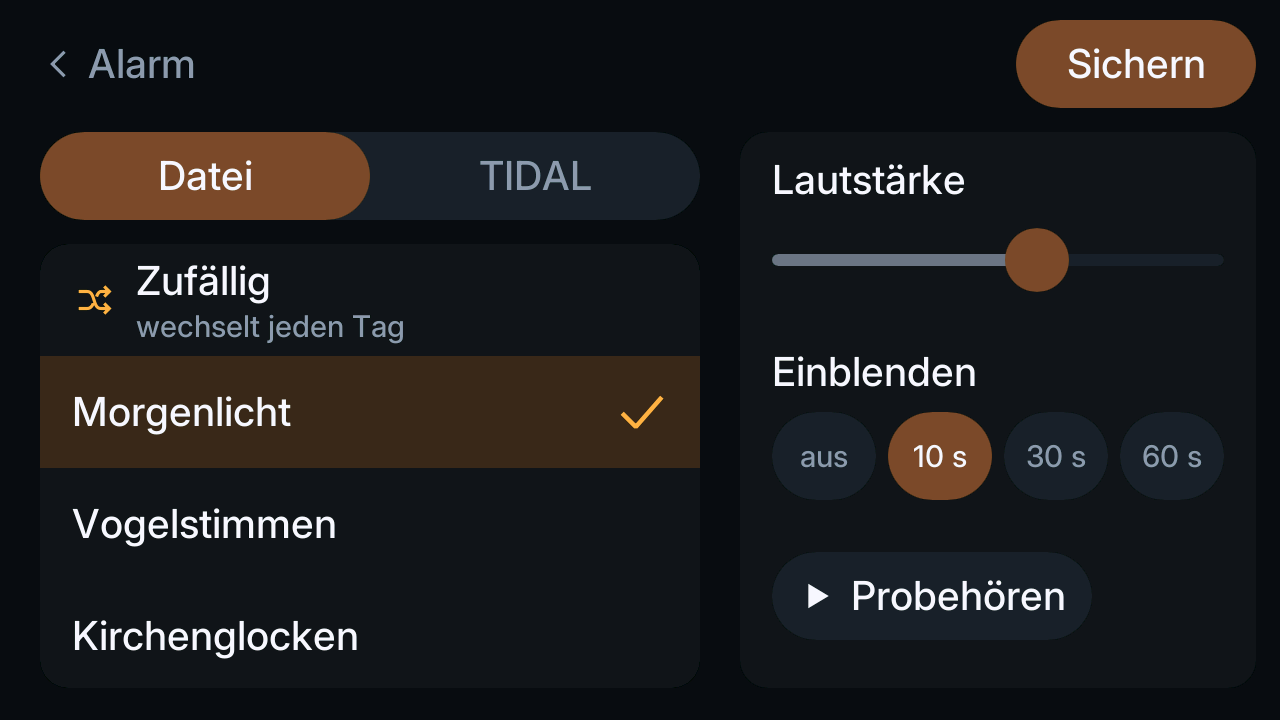 Alarm
Sichern
Datei
TIDAL
Zufällig
wechselt jeden Tag
Morgenlicht
Vogelstimmen
Kirchenglocken
Lautstärke
Einblenden
aus
10 s
30 s
60 s
Probehören